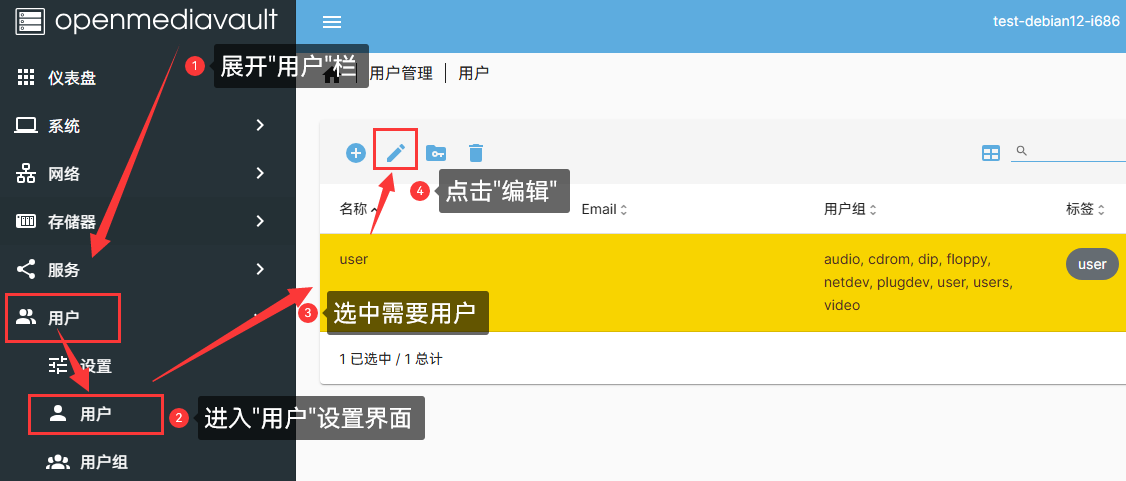 openmediavault
test-debian12-i686
仪表盘
系统
网络
存储器
服务
用户
设置
用户
用户组
1 展开"用户"栏
用户管理 用户
4 点击"编辑"
名称 Email 用户组 标签
user
audio, cdrom, dip, floppy,
netdev, plugdev, user, users,
video
user
3 选中需要用户
1 已选中 / 1 总计
2 进入"用户"设置界面